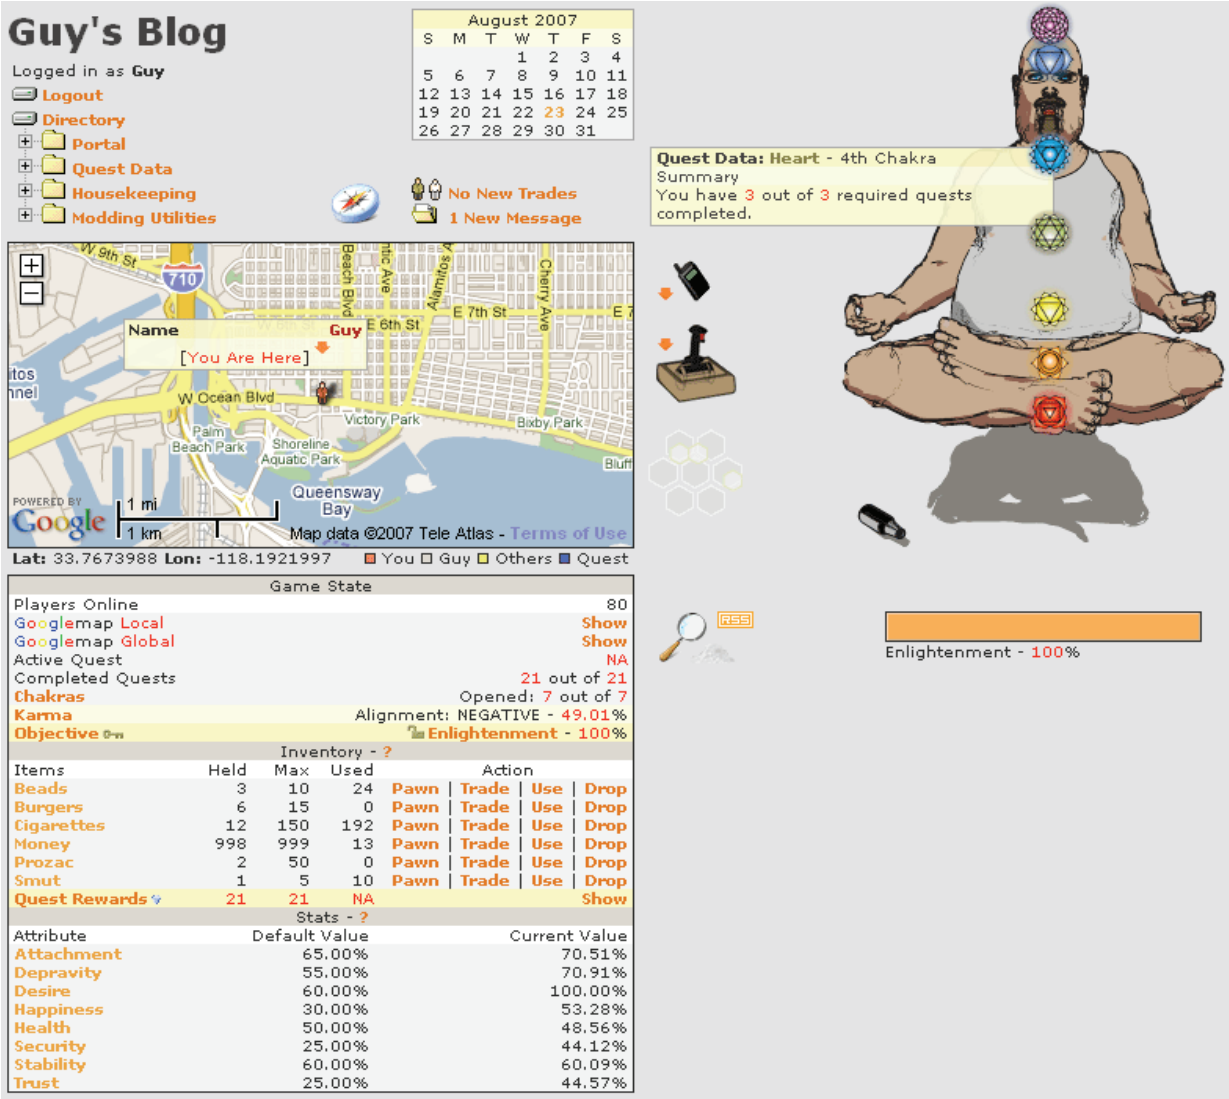 Guy's Blog
Logged in as Guy
Logout
Directory
Portal
Quest Data
Housekeeping
Modding Utilities
August 2007
S M T W T F S
1 2 3 4
5 6 7 8 9 10 11
12 13 14 15 16 17 18
19 20 21 22 23 24 25
26 27 28 29 30 31
No New Trades
1 New Message
Quest Data: Heart - 4th Chakra
Summary
You have 3 out of 3 required quests
completed.
W 9th St
710
Beach Blvd
ntic Ave
Alamitos A
Cherry Ave
E 7th St
E 7
W 6th St
E 6th St
Name Guy
[You Are Here]
itos
nnel
W Ocean Blvd
Palm
Beach Park
Shoreline
Aquatic Park
Victory Park
Bixby Park
Bluff
Queensway
Bay
POWERED BY
Google
1 mi
1 km
Map data ©2007 Tele Atlas - Terms of Use
Lat: 33.7673988 Lon: -118.1921997 You Guy Others Quest
Game State
Players Online 80
Googlemap Local Show
Googlemap Global Show
Active Quest NA
Completed Quests 21 out of 21
Chakras Opened: 7 out of 7
Karma Alignment: NEGATIVE - 49.01%
Objective Enlightenment - 100%
Inventory - ?
Items Held Max Used Action
Beads 3 10 24 Pawn | Trade | Use | Drop
Burgers 6 15 0 Pawn | Trade | Use | Drop
Cigarettes 12 150 192 Pawn | Trade | Use | Drop
Money 998 999 13 Pawn | Trade | Use | Drop
Prozac 2 50 0 Pawn | Trade | Use | Drop
Smut 1 5 10 Pawn | Trade | Use | Drop
Quest Rewards 21 21 NA Show
Stats - ?
Attribute Default Value Current Value
Attachment 65.00% 70.51%
Depravity 55.00% 70.91%
Desire 60.00% 100.00%
Happiness 30.00% 53.28%
Health 50.00% 48.56%
Security 25.00% 44.12%
Stability 60.00% 60.09%
Trust 25.00% 44.57%
RSS
Enlightenment - 100%